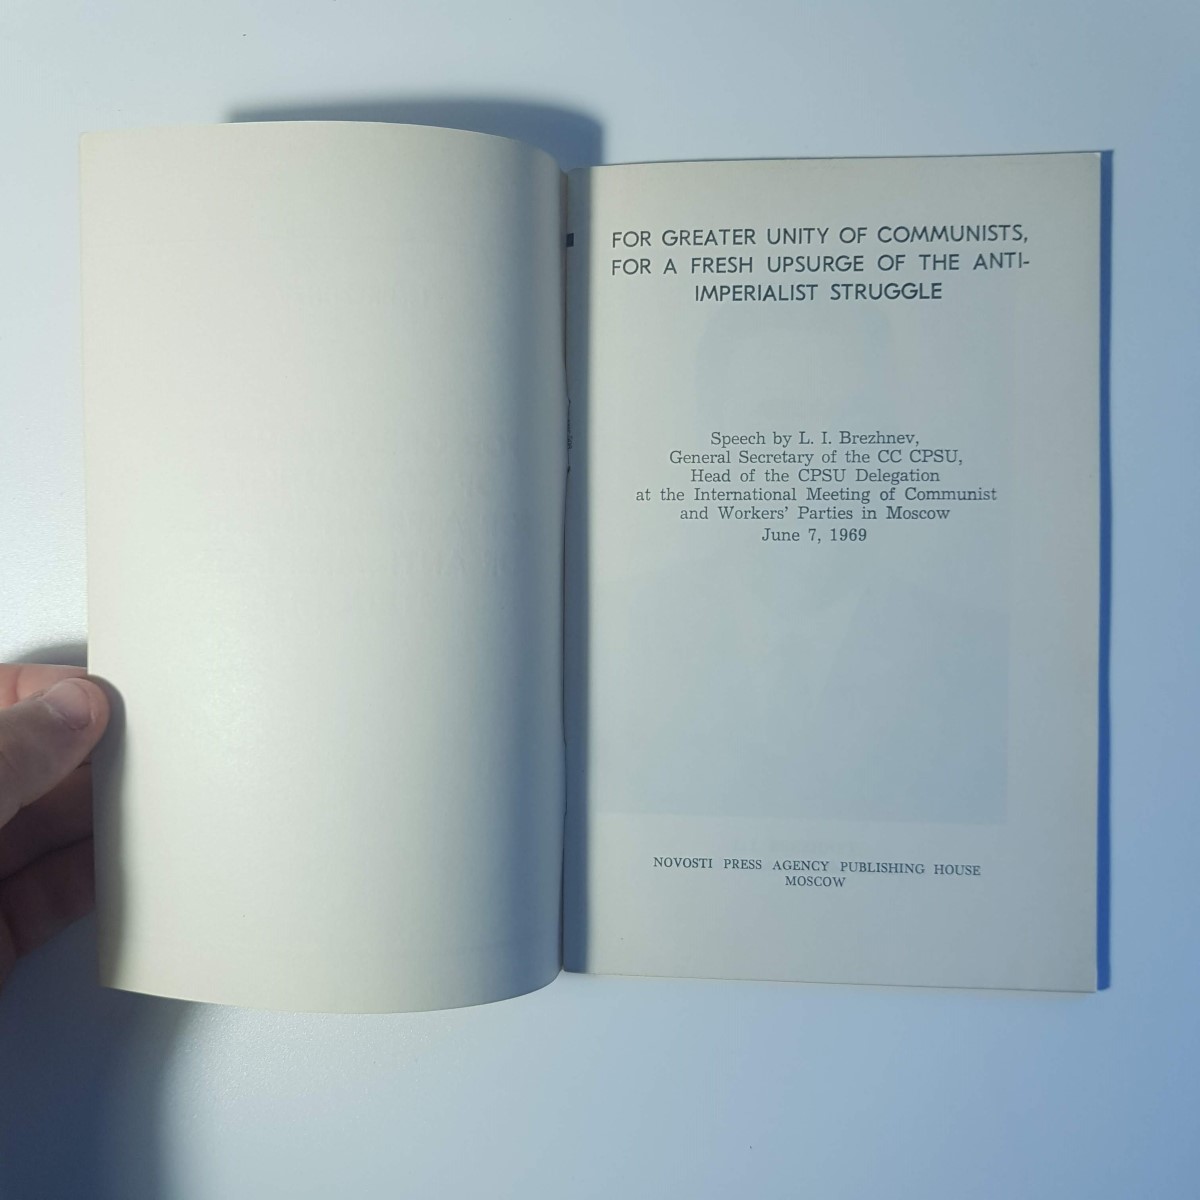 FOR GREATER UNITY OF COMMUNISTS,
FOR A FRESH UPSURGE OF THE ANTI-
IMPERIALIST STRUGGLE
Speech by L. I. Brezhnev,
General Secretary of the CC CPSU,
Head of the CPSU Delegation
at the International Meeting of Communist
and Workers' Parties in Moscow
June 7, 1969
NOVOSTI PRESS AGENCY PUBLISHING HOUSE
MOSCOW